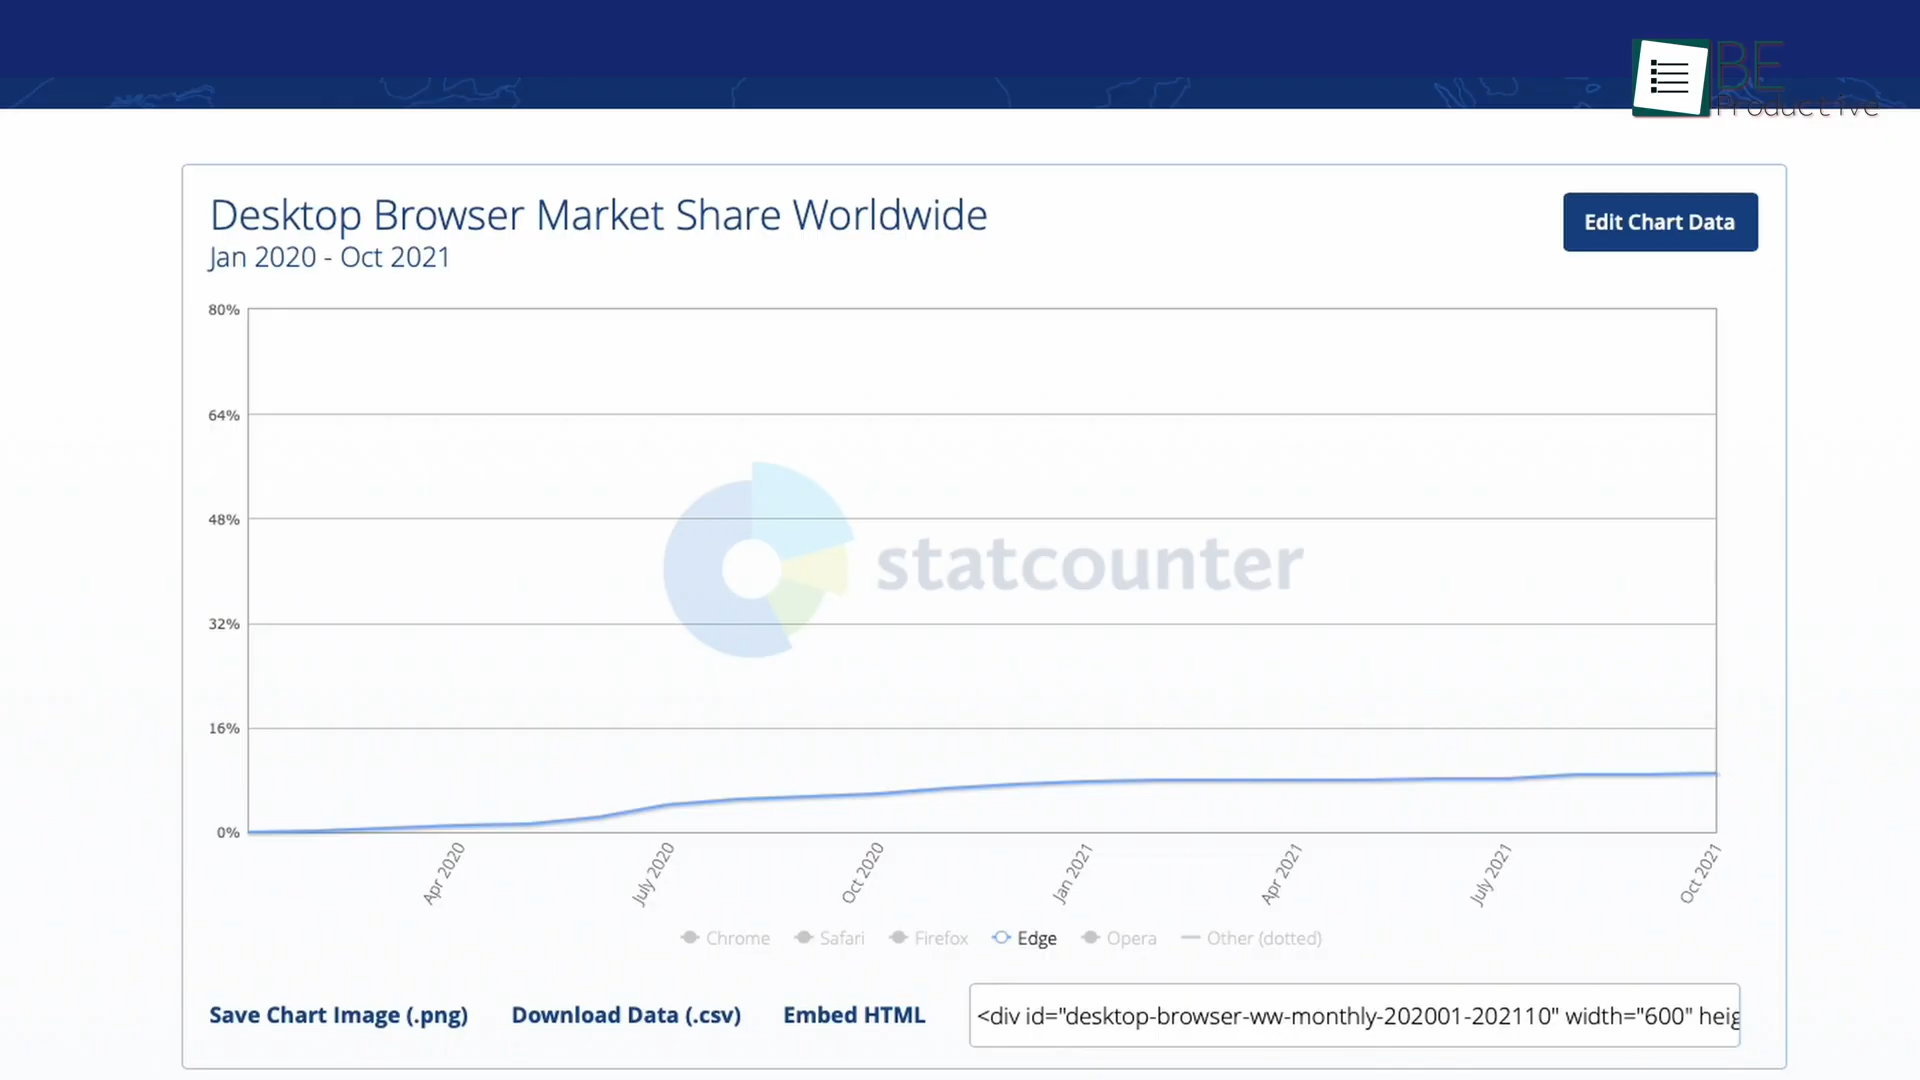 BE
Productive
Desktop Browser Market Share Worldwide
Jan 2020 - Oct 2021
Edit Chart Data
80%
64%
48%
32%
16%
0%
statcounter
Apr 2020
July 2020
Oct 2020
Jan 2021
Apr 2021
July 2021
Oct 2021
Chrome Safari Firefox Edge Opera Other (dotted)
Save Chart Image (.png) Download Data (.csv) Embed HTML <div id="desktop-browser-ww-monthly-202001-202110" width="600" heig